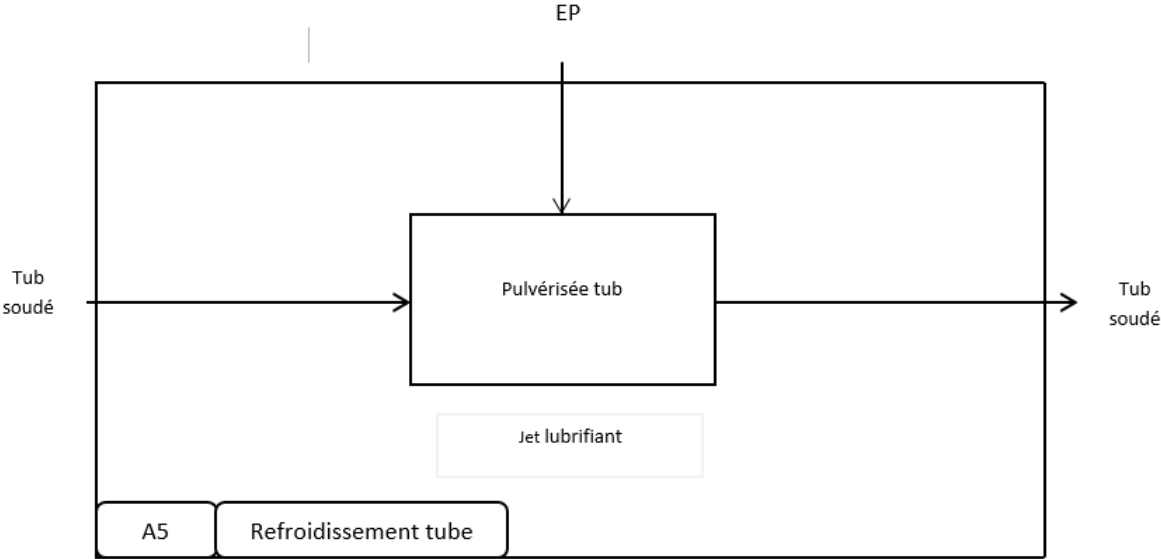 EP
Tub
soudé
Pulvérisée tub
Tub
soudé
Jet lubrifiant
A5
Refroidissement tube